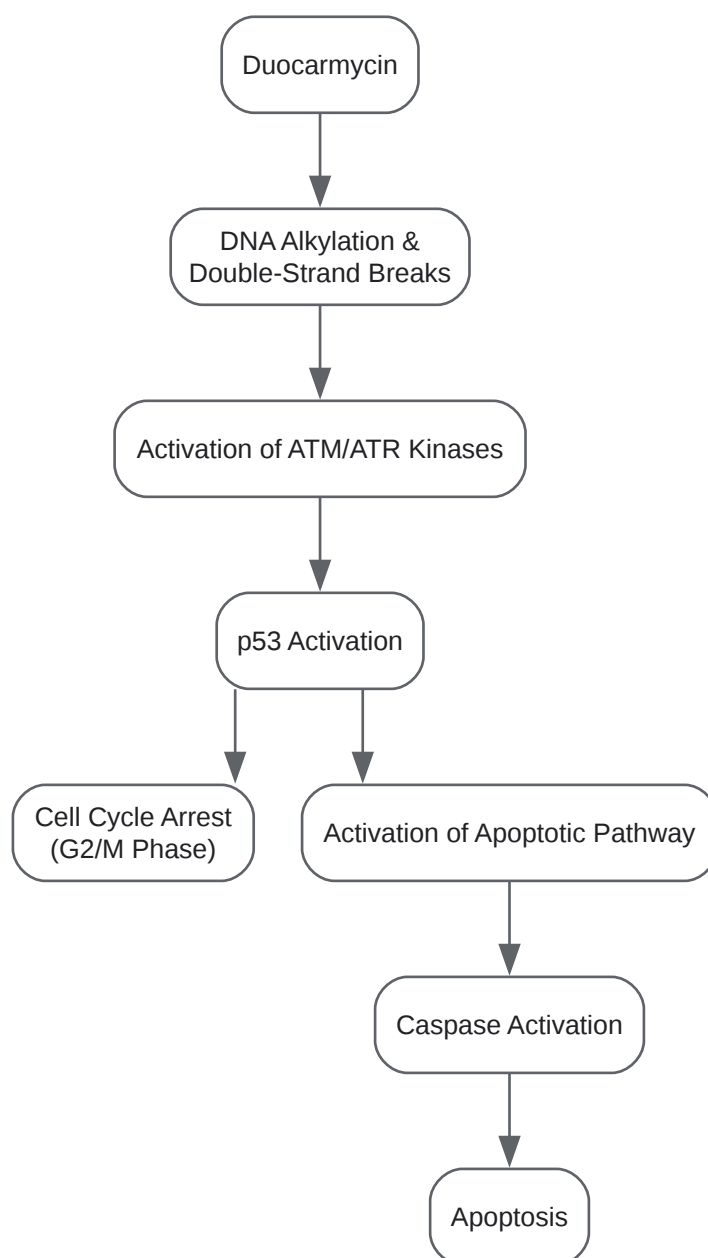 Duocarmycin
DNA Alkylation &
Double-Strand Breaks
Activation of ATM/ATR Kinases
p53 Activation
Cell Cycle Arrest
(G2/M Phase)
Activation of Apoptotic Pathway
Caspase Activation
Apoptosis